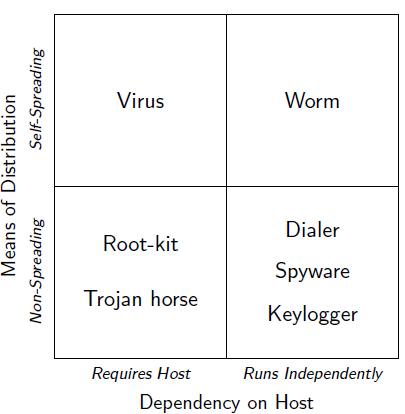 Means of Distribution
Self-Spreading
Non-Spreading
Virus
Worm
Root-kit
Trojan horse
Dialer
Spyware
Keylogger
Requires Host
Runs Independently
Dependency on Host